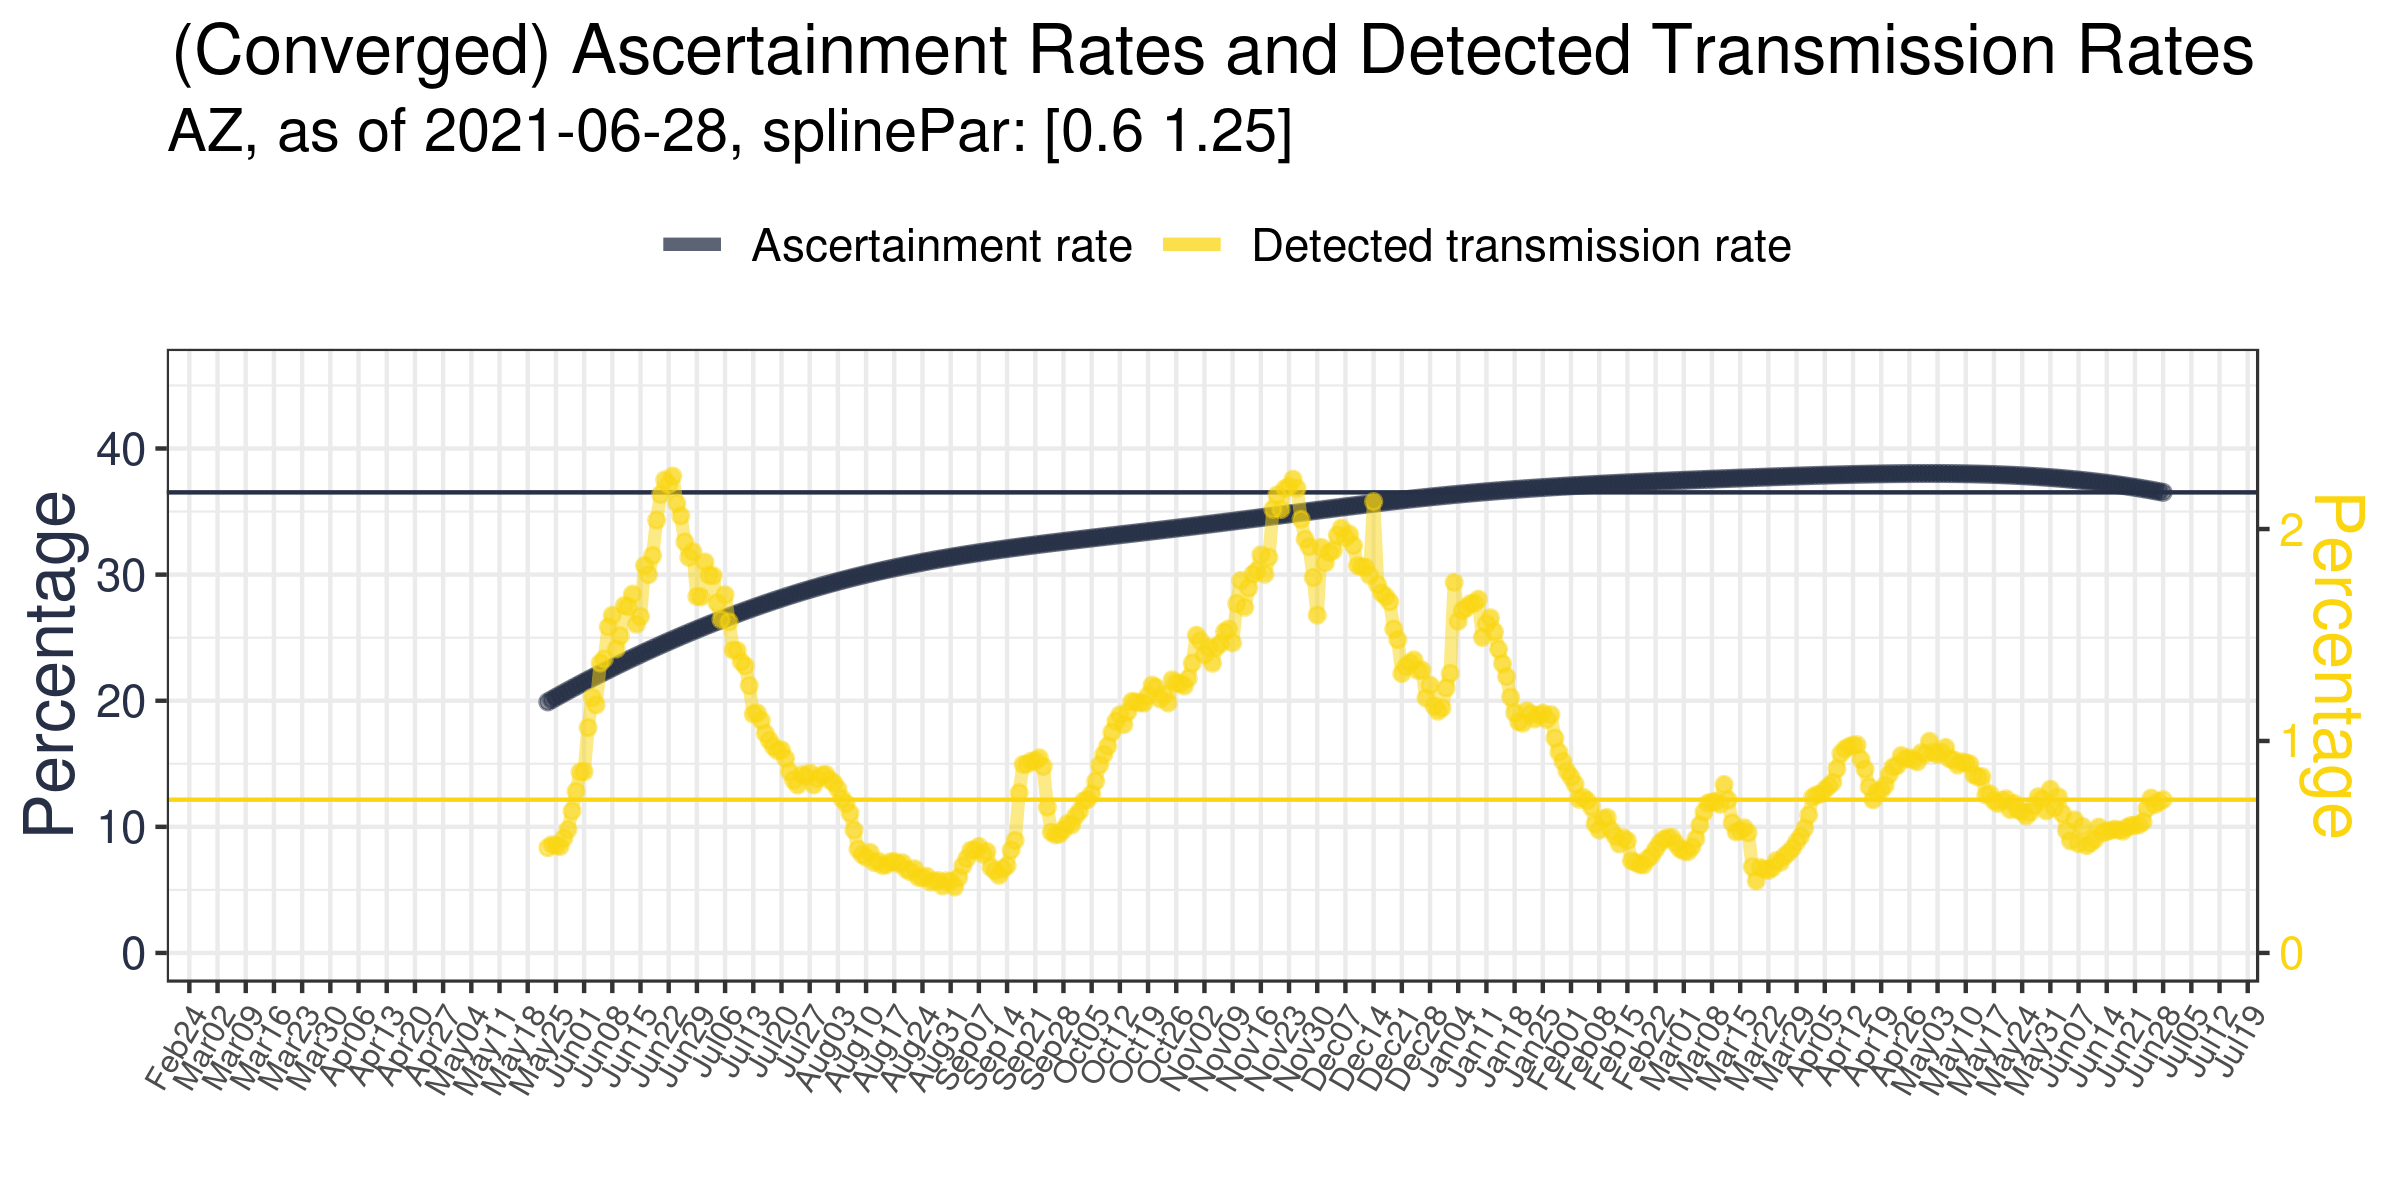 (Converged) Ascertainment Rates and Detected Transmission Rates
AZ, as of 2021-06-28, splinePar: [0.6 1.25]
Ascertainment rate
Detected transmission rate
Percentage
40
30
20
10
0
2
1
0
Percentage
Feb24
Mar02
Mar09
Mar16
Mar23
Mar30
Apr06
Apr13
Apr20
Apr27
May04
May11
May18
May25
Jun01
Jun08
Jun15
Jun22
Jun29
Jul06
Jul13
Jul20
Jul27
Aug03
Aug10
Aug17
Aug24
Aug31
Sep07
Sep14
Sep21
Sep28
Oct05
Oct12
Oct19
Oct26
Nov02
Nov09
Nov16
Nov23
Nov30
Dec07
Dec14
Dec21
Dec28
Jan04
Jan11
Jan18
Jan25
Feb01
Feb08
Feb15
Feb22
Mar01
Mar08
Mar15
Mar22
Mar29
Apr05
Apr12
Apr19
Apr26
May03
May10
May17
May24
May31
Jun07
Jun14
Jun21
Jun28
Jul05
Jul12
Jul19